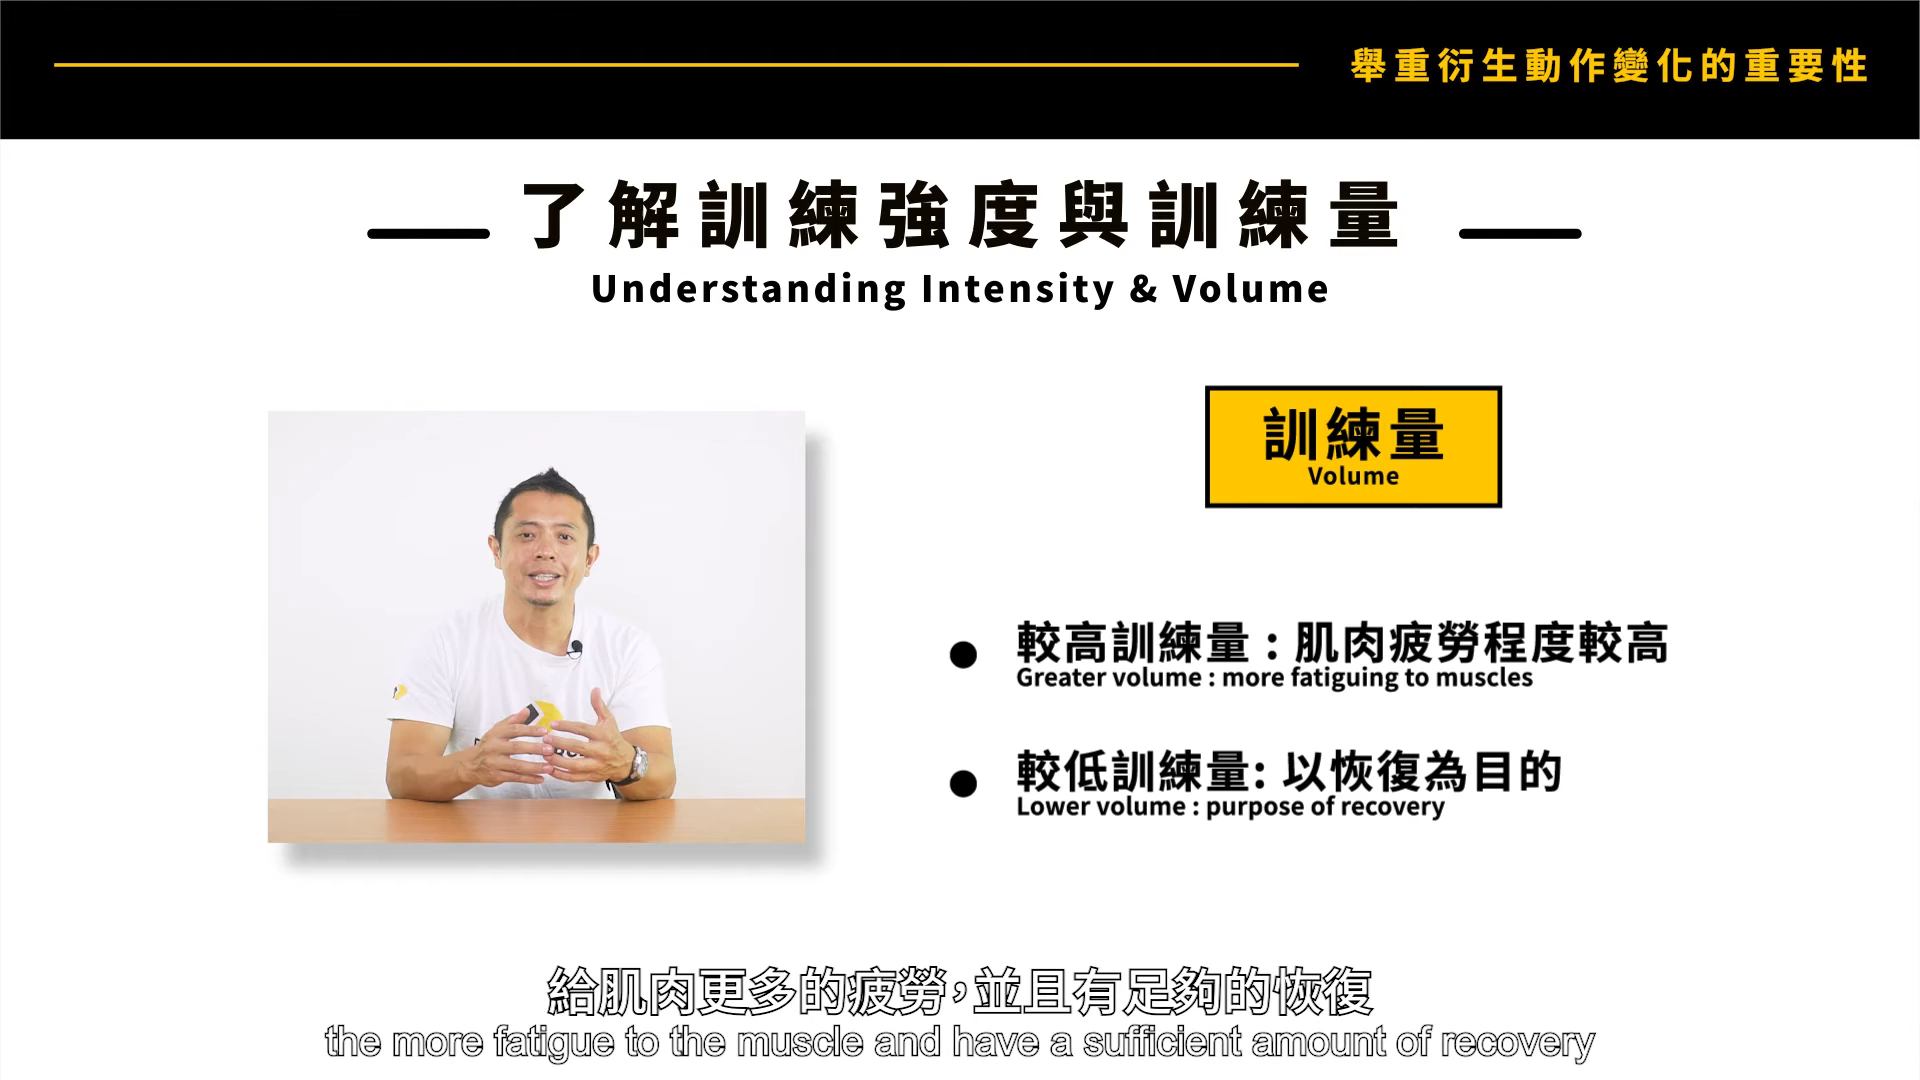 舉重衍生動作變化的重要性
了解訓練強度與訓練量
Understanding Intensity & Volume
訓練量
Volume
較高訓練量 : 肌肉疲勞程度較高
Greater volume : more fatiguing to muscles
較低訓練量: 以恢復為目的
Lower volume : purpose of recovery
給肌肉更多的疲勞，並且有足夠的恢復
the more fatigue to the muscle and have a sufficient amount of recovery